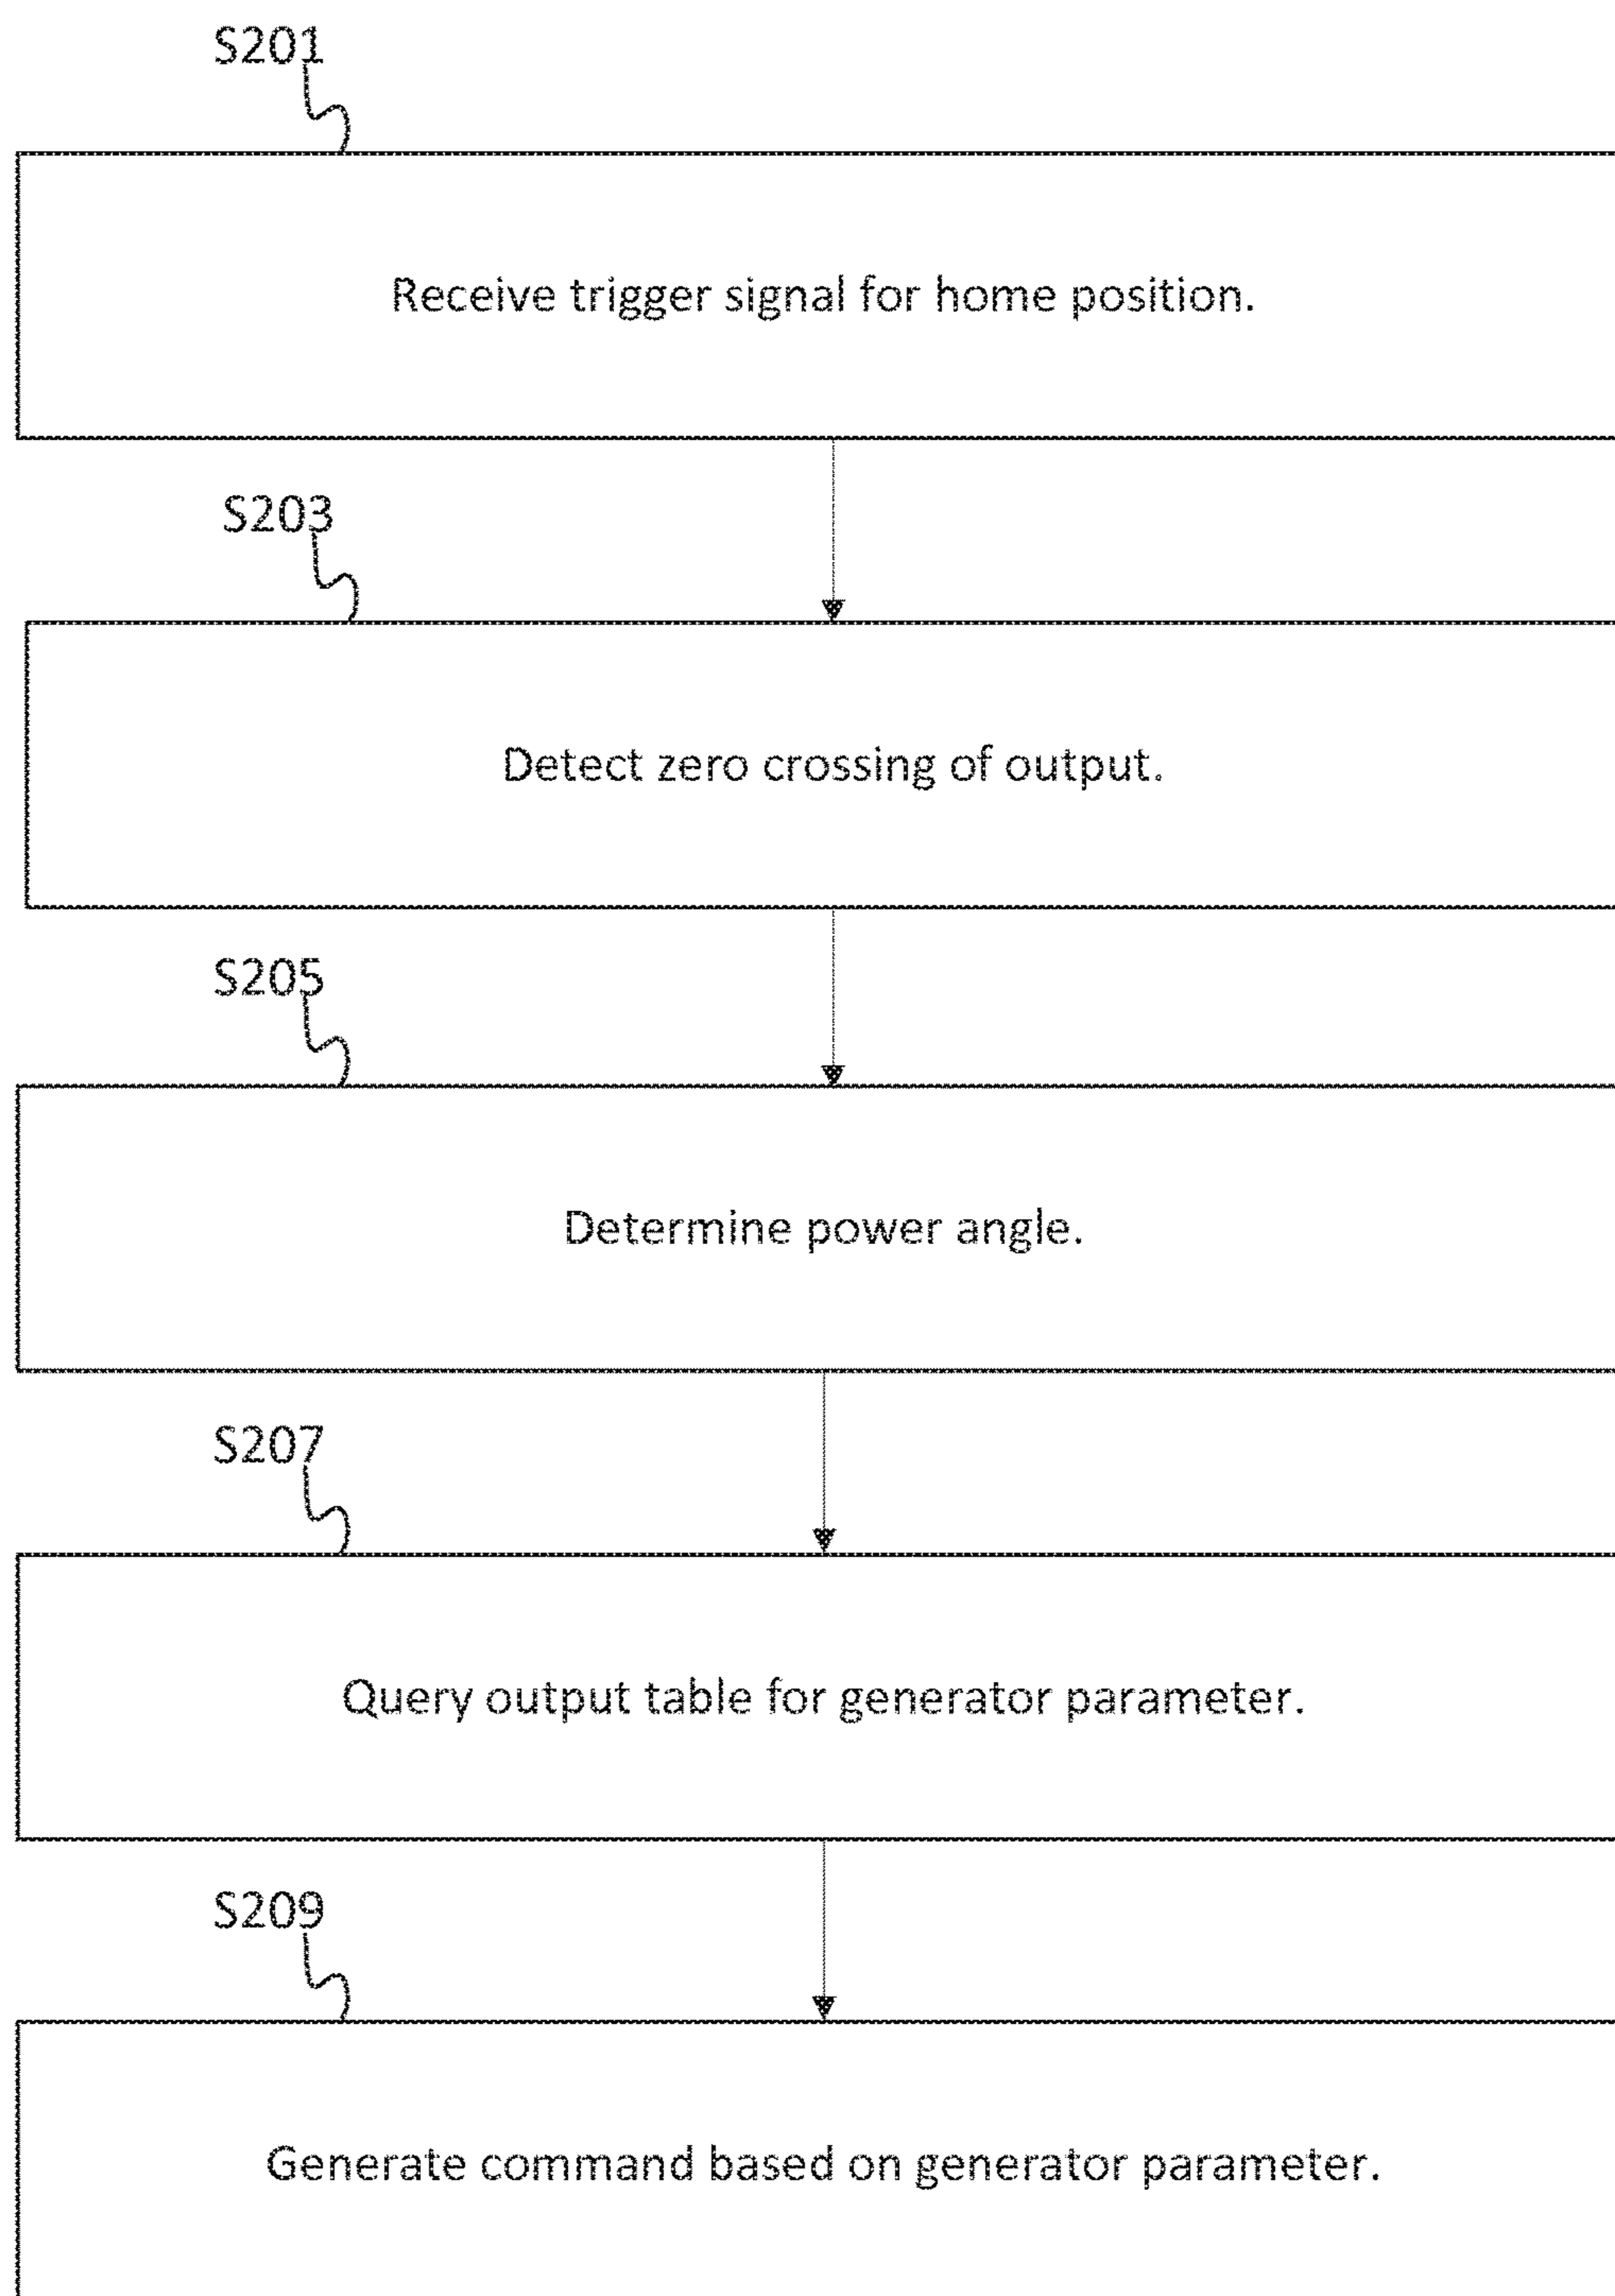 S201
Receive trigger signal for home position.
S203
Detect zero crossing of output.
S205
Determine power angle.
S207
Query output table for generator parameter.
S209
Generate command based on generator parameter.